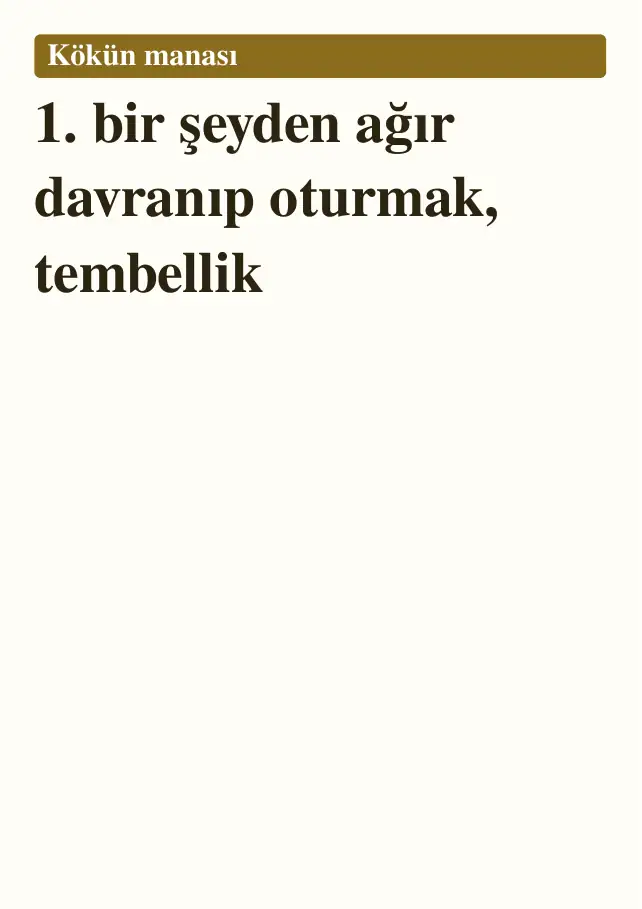 Kökün manası
1. bir şeyden ağır
davranıp oturmak,
tembellik